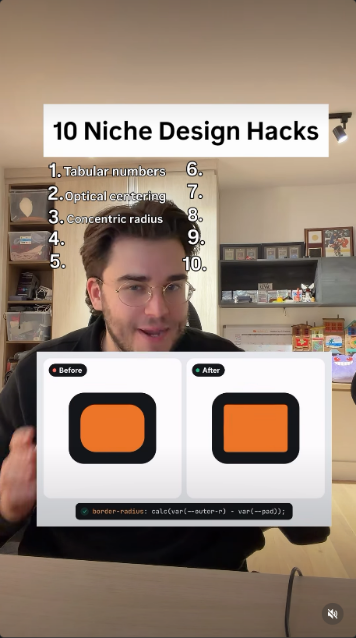 10 Niche Design Hacks
1. Tabular numbers
2. Optical centering
3. Concentric radius
4.
5.
6.
7.
8.
9.
10.
Before
After
border-radius: calc(var(--outer-r) - var(--pad));